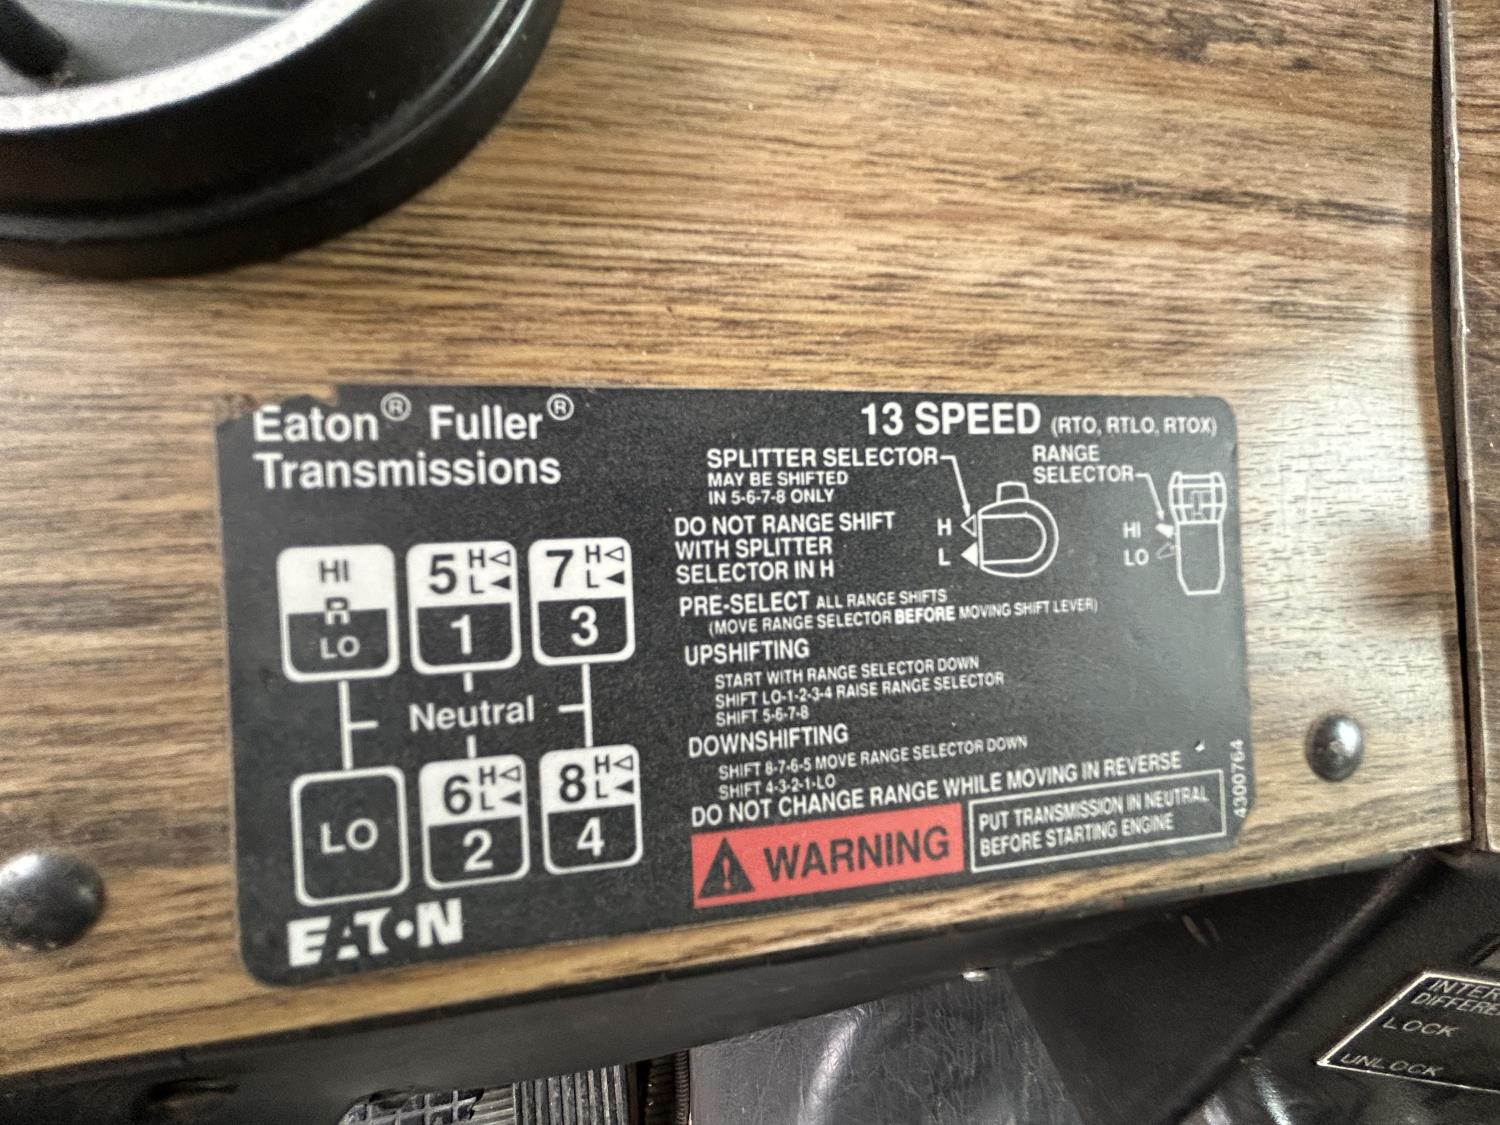 Eaton® Fuller®
Transmissions
HI
R
LO
5 H
L
1
7 H
L
3
Neutral
LO
6 H
L
2
8 H
L
4
EATON
13 SPEED (RTO, RTLO, RTOX)
SPLITTER SELECTOR
MAY BE SHIFTED
IN 5-6-7-8 ONLY
RANGE
SELECTOR
DO NOT RANGE SHIFT
WITH SPLITTER
SELECTOR IN H
H
L
HI
LO
PRE-SELECT ALL RANGE SHIFTS
(MOVE RANGE SELECTOR BEFORE MOVING SHIFT LEVER)
UPSHIFTING
START WITH RANGE SELECTOR DOWN
SHIFT LO-1-2-3-4 RAISE RANGE SELECTOR
SHIFT 5-6-7-8
DOWNSHIFTING
SHIFT 8-7-6-5 MOVE RANGE SELECTOR DOWN
SHIFT 4-3-2-1-LO
DO NOT CHANGE RANGE WHILE MOVING IN REVERSE
WARNING
PUT TRANSMISSION IN NEUTRAL
BEFORE STARTING ENGINE
4300764
LOCK
UNLOCK